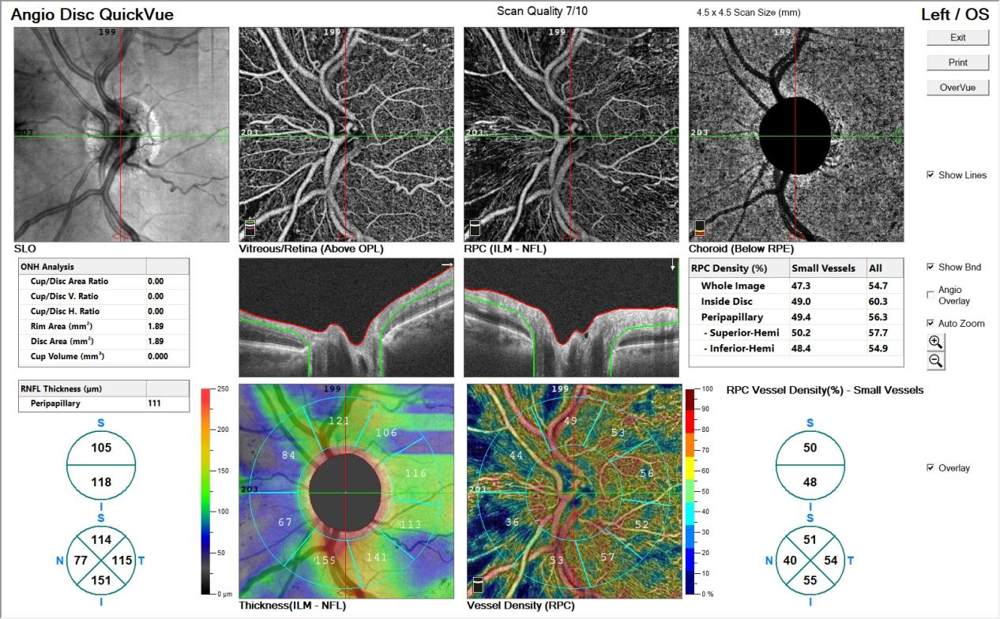 Angio Disc QuickVue
Scan Quality 7/10
4.5 x 4.5 Scan Size (mm)
Left / OS
Exit
Print
OverVue
199
203
199
203
199
203
199
203
SLO
Vitreous/Retina (Above OPL)
RPC (ILM - NFL)
Choroid (Below RPE)
Show Lines
Show Bnd
Angio
Overlay
Auto Zoom
ONH Analysis
Cup/Disc Area Ratio 0.00
Cup/Disc V. Ratio 0.00
Cup/Disc H. Ratio 0.00
Rim Area (mm²) 1.89
Disc Area (mm²) 1.89
Cup Volume (mm³) 0.000
RPC Density (%) Small Vessels All
Whole Image 47.3 54.7
Inside Disc 49.0 60.3
Peripapillary 49.4 56.3
- Superior-Hemi 50.2 57.7
- Inferior-Hemi 48.4 54.9
RNFL Thickness (µm)
Peripapillary 111
S
105
118
I
S
114
N 77 115 T
151
I
250
200
150
100
50
0 µm
199
121
106
84
116
203
67
113
159
141
Thickness(ILM - NFL)
199
49
53
44
56
203
36
52
53
57
Vessel Density (RPC)
100
90
80
70
60
50
40
30
20
10
0 %
RPC Vessel Density(%) - Small Vessels
S
50
48
I
S
51
N 40 54 T
55
I
Overlay